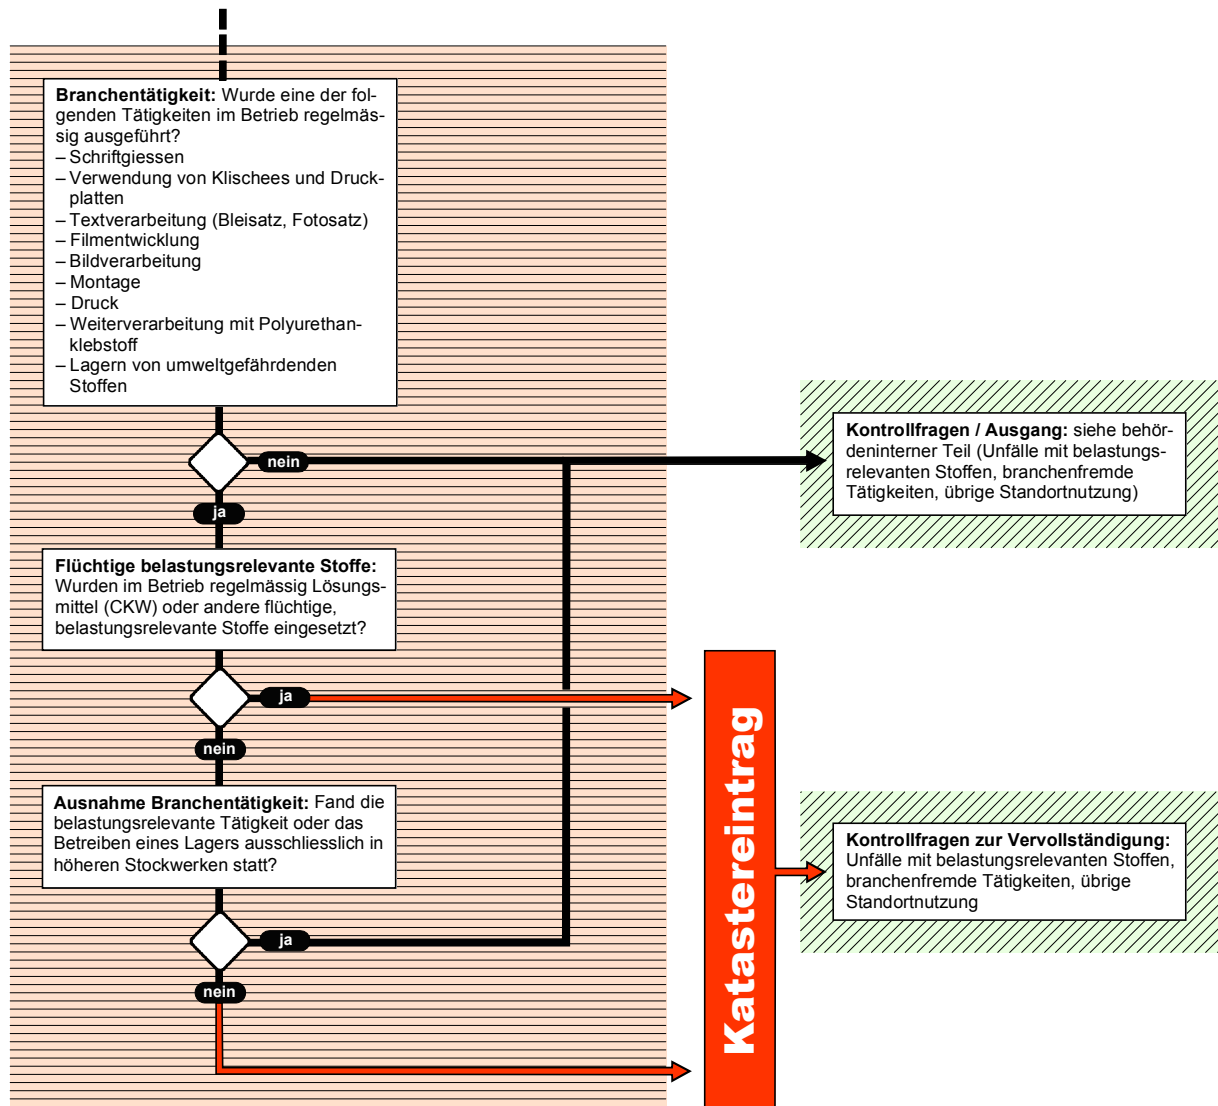 Branchentätigkeit: Wurde eine der fol-
genden Tätigkeiten im Betrieb regelmäs-
sig ausgeführt?
– Schriftgiessen
– Verwendung von Klischees und Druck-
platten
– Textverarbeitung (Bleisatz, Fotosatz)
– Filmentwicklung
– Bildverarbeitung
– Montage
– Druck
– Weiterverarbeitung mit Polyurethan-
klebstoff
– Lagern von umweltgefährdenden
Stoffen
nein
ja
Kontrollfragen / Ausgang: siehe behör-
deninterner Teil (Unfälle mit belastungs-
relevanten Stoffen, branchenfremde
Tätigkeiten, übrige Standortnutzung)
Flüchtige belastungsrelevante Stoffe:
Wurden im Betrieb regelmässig Lösungs-
mittel (CKW) oder andere flüchtige,
belastungsrelevante Stoffe eingesetzt?
ja
nein
Ausnahme Branchentätigkeit: Fand die
belastungsrelevante Tätigkeit oder das
Betreiben eines Lagers ausschliesslich in
höheren Stockwerken statt?
ja
nein
Katastereintrag
Kontrollfragen zur Vervollständigung:
Unfälle mit belastungsrelevanten Stoffen,
branchenfremde Tätigkeiten, übrige
Standortnutzung